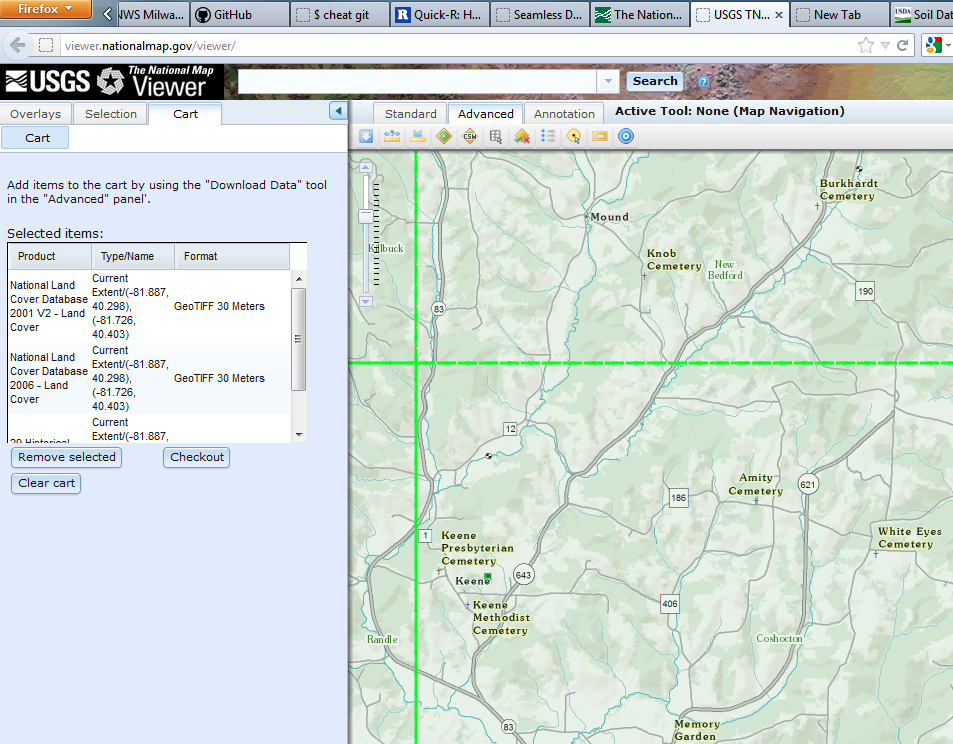 Firefox
NWS Milwa...
GitHub
$ cheat git
Quick-R: H...
Seamless D...
The Nation...
USGS TN...
New Tab
USDA Soil Dat
viewer.nationalmap.gov/viewer/
USGS The National Map Viewer
Search
Overlays
Selection
Cart
Standard
Advanced
Annotation
Active Tool: None (Map Navigation)
Cart
CSM
Add items to the cart by using the "Download Data" tool
in the "Advanced" panel'.
Selected items:
Product Type/Name Format
National Land
Cover Database
2001 V2 - Land
Cover
Current
Extent/(-81.887,
40.298),
(-81.726,
40.403)
GeoTIFF 30 Meters
National Land
Cover Database
2006 - Land
Cover
Current
Extent/(-81.887,
40.298),
(-81.726,
40.403)
GeoTIFF 30 Meters
29 Historical
Current
Extent/(-81.887,
Remove selected
Checkout
Clear cart
Burkhardt
Cemetery
Mound
Killbuck
Knob
Cemetery
New
Bedford
190
83
12
Amity
Cemetery
621
186
1
Keene
Presbyterian
Cemetery
White Eyes
Cemetery
Keene
643
406
Keene
Methodist
Cemetery
Randle
Coshocton
83
Memory
Garden